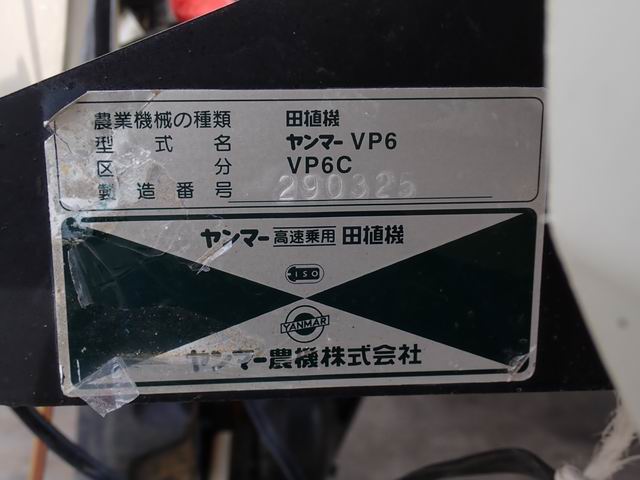 農業機械の種類 田植機
型式名 ヤンマー VP6
区分 VP6C
製造番号 290325
ヤンマー 高速乗用 田植機
ISO
YANMAR
ヤンマー農機株式会社